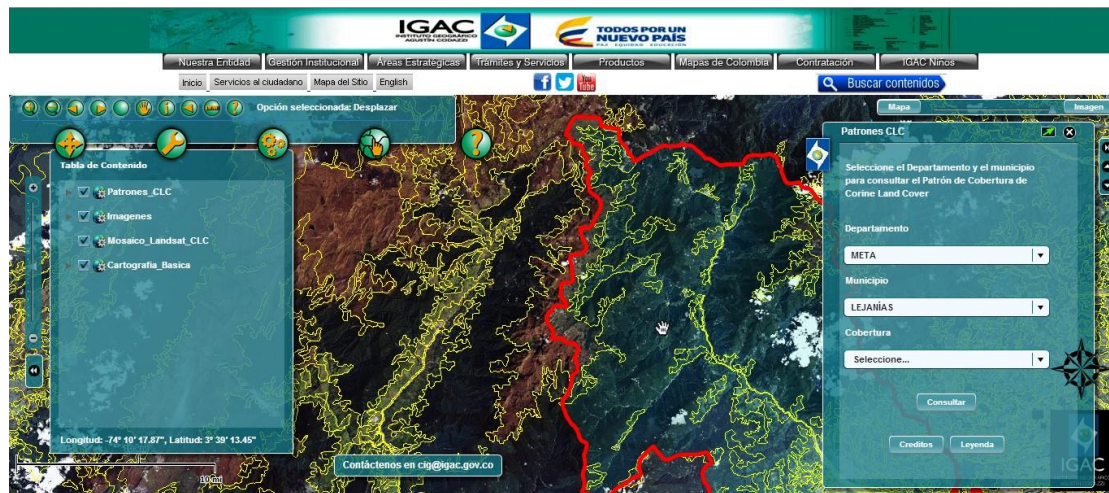 IGAC
INSTITUTO GEOGRÁFICO
AGUSTÍN CODAZZI
TODOS POR UN
NUEVO PAÍS
PAZ EQUIDAD EDUCACIÓN
Nuestra Entidad
Gestión Institucional
Áreas Estratégicas
Trámites y Servicios
Productos
Mapas de Colombia
Contratación
IGAC Niños
Inicio
Servicios al ciudadano
Mapa del Sitio
English
f
You
Tube
Buscar contenidos
Opción seleccionada: Desplazar
Mapa
Imagen
Tabla de Contenido
Patrones_CLC
Imagenes
Mosaico_Landsat_CLC
Cartografia_Basica
Longitud: -74° 10' 17.87", Latitud: 3° 39' 13.45"
10 mi
Contáctenos en cig@igac.gov.co
Patrones CLC
Seleccione el Departamento y el municipio
para consultar el Patrón de Cobertura de
Corine Land Cover
Departamento
META
Municipio
LEJANÍAS
Cobertura
Seleccione...
Consultar
Creditos
Leyenda
IGAC